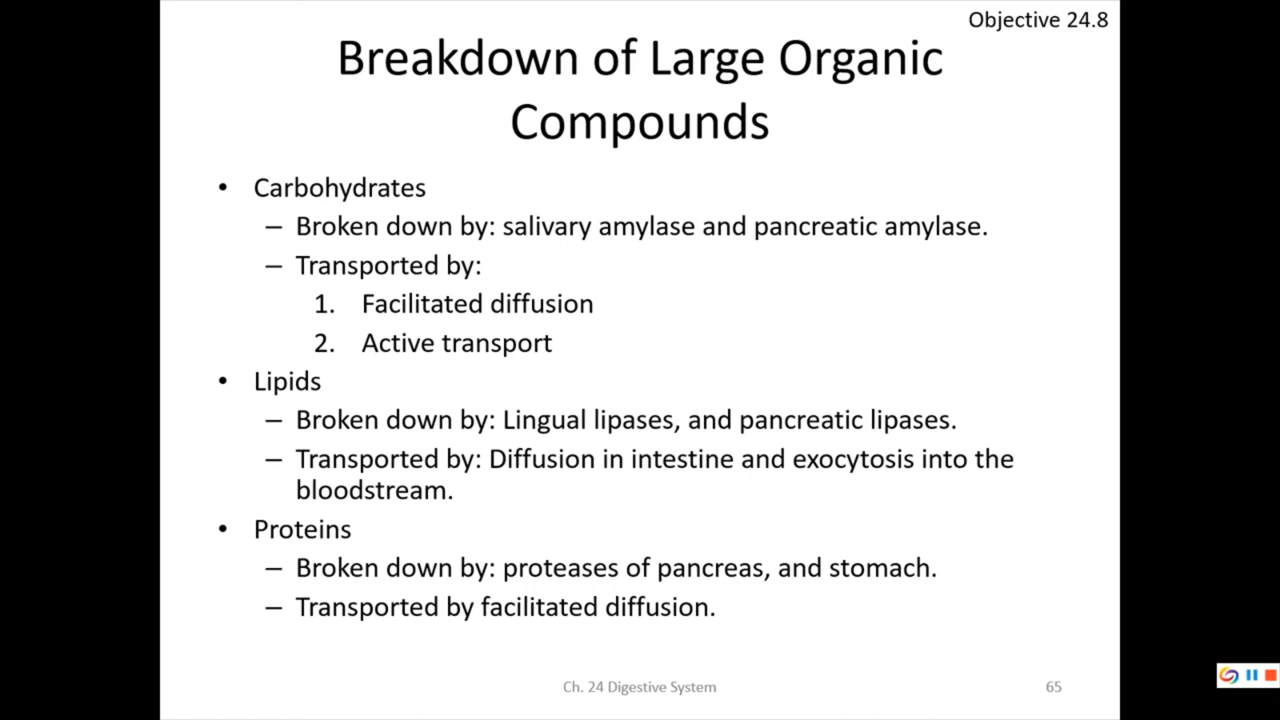 Objective 24.8
Breakdown of Large Organic
Compounds
• Carbohydrates
– Broken down by: salivary amylase and pancreatic amylase.
– Transported by:
1. Facilitated diffusion
2. Active transport
• Lipids
– Broken down by: Lingual lipases, and pancreatic lipases.
– Transported by: Diffusion in intestine and exocytosis into the
bloodstream.
• Proteins
– Broken down by: proteases of pancreas, and stomach.
– Transported by facilitated diffusion.
Ch. 24 Digestive System
65